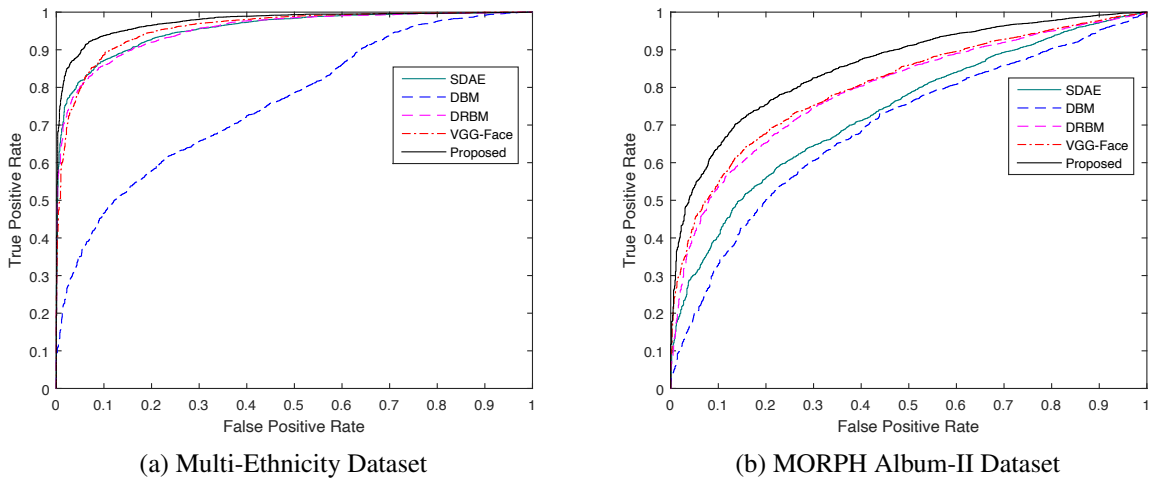 1
0.9
0.8
0.7
0.6
0.5
0.4
0.3
0.2
0.1
0
True Positive Rate
0 0.1 0.2 0.3 0.4 0.5 0.6 0.7 0.8 0.9 1
False Positive Rate
SDAE
DBM
DRBM
VGG-Face
Proposed
(a) Multi-Ethnicity Dataset
1
0.9
0.8
0.7
0.6
0.5
0.4
0.3
0.2
0.1
0
True Positive Rate
0 0.1 0.2 0.3 0.4 0.5 0.6 0.7 0.8 0.9 1
False Positive Rate
SDAE
DBM
DRBM
VGG-Face
Proposed
(b) MORPH Album-II Dataset